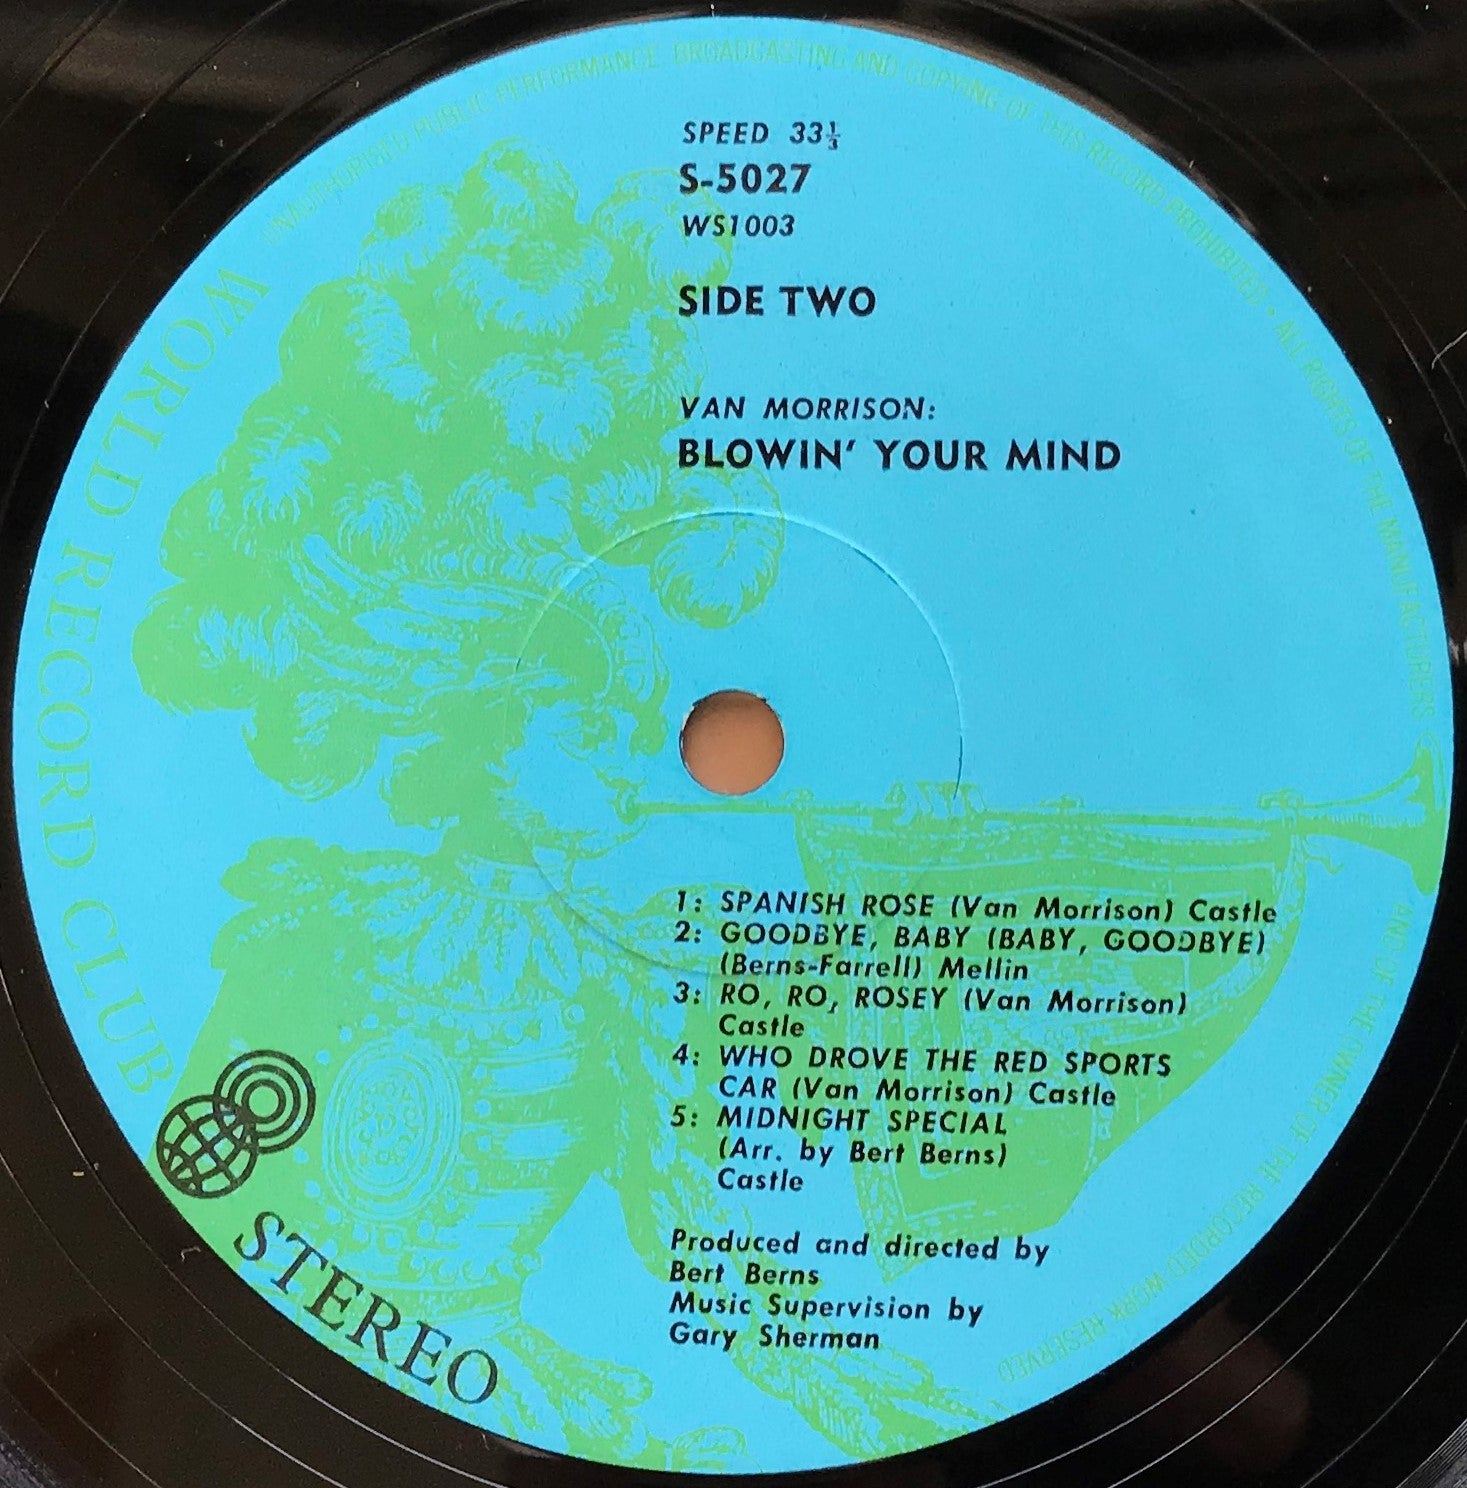 UNAUTHORISED PUBLIC PERFORMANCE BROADCASTING AND COPYING OF THIS RECORD PROHIBITED • ALL RIGHTS OF THE MANUFACTURERS AND OF THE OWNER OF THE RECORDED WORK RESERVED
SPEED 33⅓
S-5027
WS1003
SIDE TWO
VAN MORRISON:
BLOWIN' YOUR MIND
WORLD RECORD CLUB
1: SPANISH ROSE (Van Morrison) Castle
2: GOODBYE, BABY (BABY, GOODBYE)
(Berns-Farrell) Mellin
3: RO, RO, ROSEY (Van Morrison)
Castle
4: WHO DROVE THE RED SPORTS
CAR (Van Morrison) Castle
5: MIDNIGHT SPECIAL
(Arr. by Bert Berns)
Castle
Produced and directed by
Bert Berns
Music Supervision by
Gary Sherman
STEREO